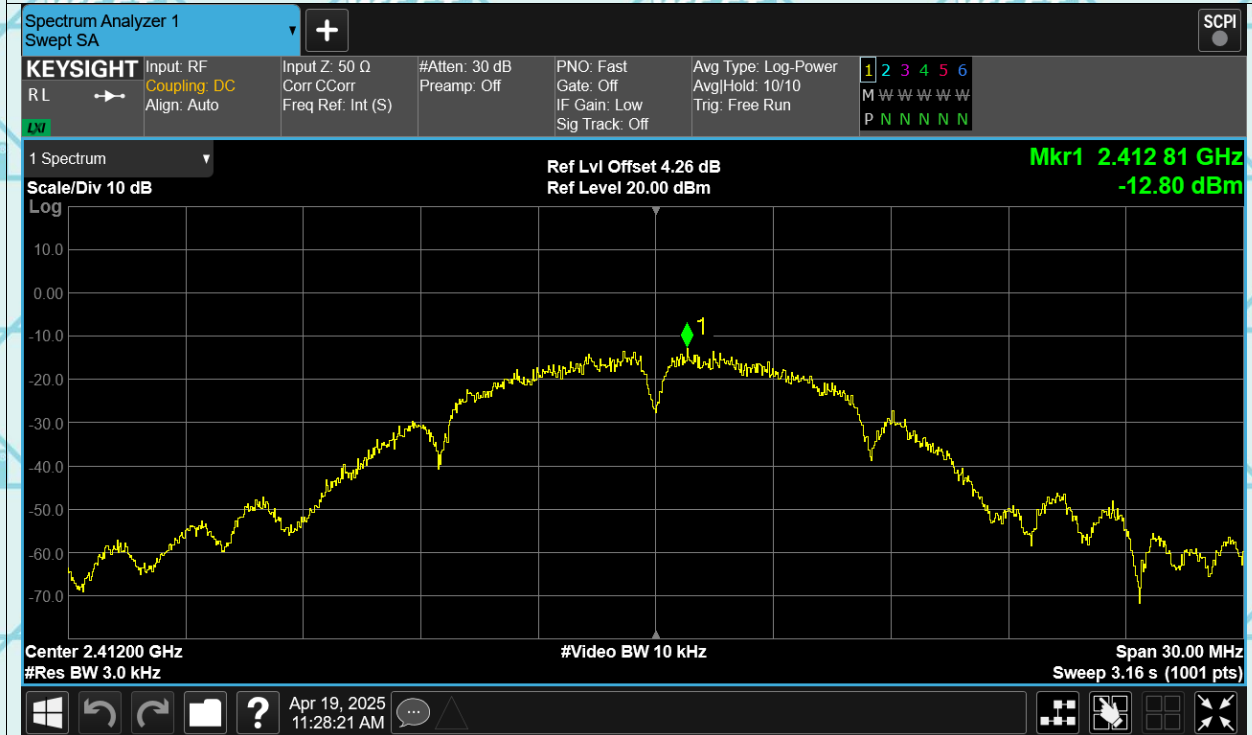 Spectrum Analyzer 1
Swept SA
SCPI
KEYSIGHT
R L
LXI
Input: RF
Coupling: DC
Align: Auto
Input Z: 50 Ω
Corr CCorr
Freq Ref: Int (S)
#Atten: 30 dB
Preamp: Off
PNO: Fast
Gate: Off
IF Gain: Low
Sig Track: Off
Avg Type: Log-Power
Avg|Hold: 10/10
Trig: Free Run
1 2 3 4 5 6
M W W W W W
P N N N N N
1 Spectrum
Scale/Div 10 dB
Log
Ref Lvl Offset 4.26 dB
Ref Level 20.00 dBm
Mkr1 2.412 81 GHz
-12.80 dBm
10.0
0.00
-10.0
-20.0
-30.0
-40.0
-50.0
-60.0
-70.0
1
Center 2.41200 GHz
#Res BW 3.0 kHz
#Video BW 10 kHz
Span 30.00 MHz
Sweep 3.16 s (1001 pts)
?
Apr 19, 2025
11:28:21 AM